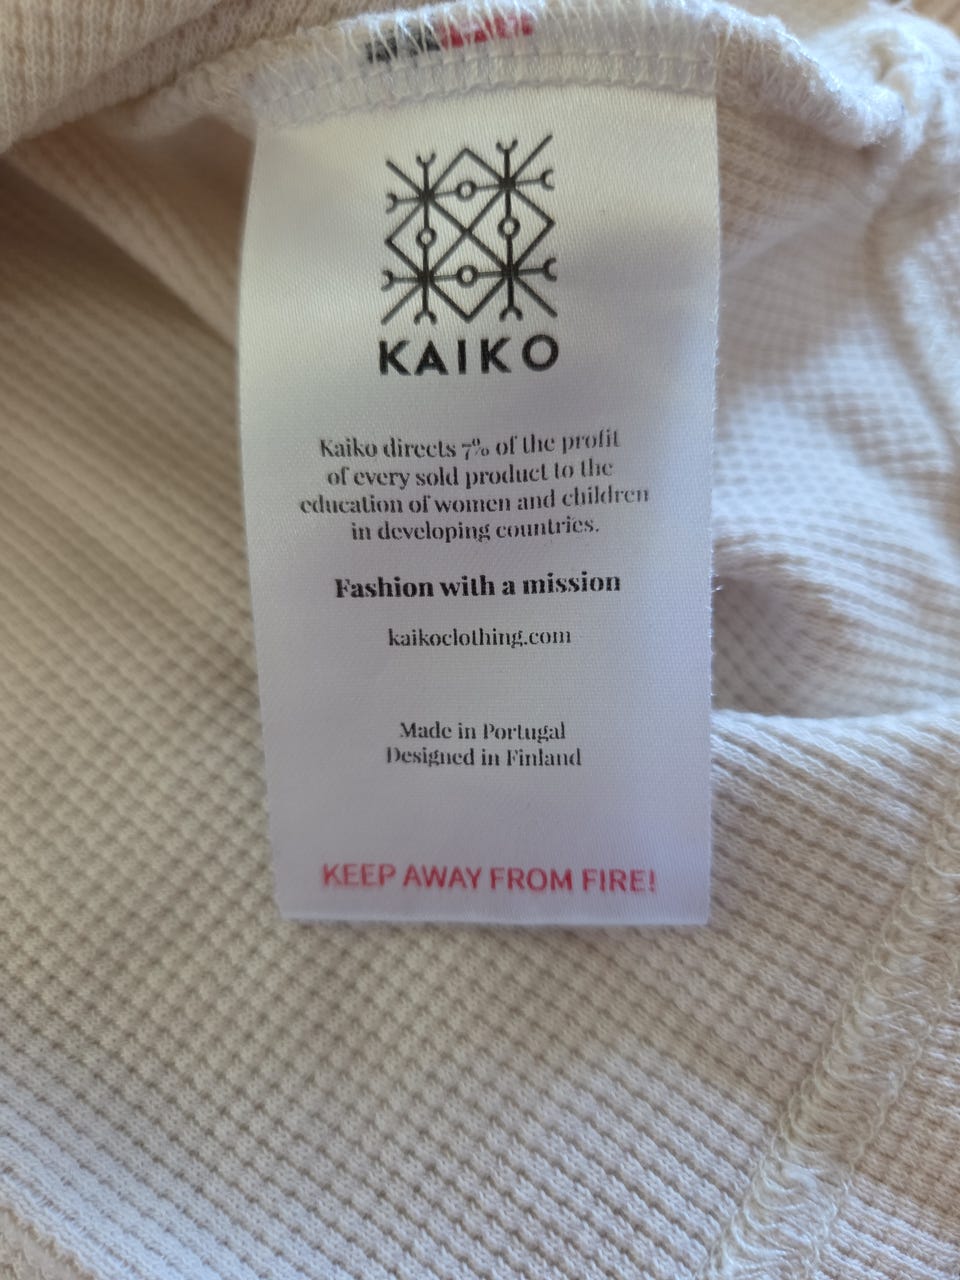 KAIKO
Kaiko directs 7% of the profit
of every sold product to the
education of women and children
in developing countries.
Fashion with a mission
kaikoclothing.com
Made in Portugal
Designed in Finland
KEEP AWAY FROM FIRE!